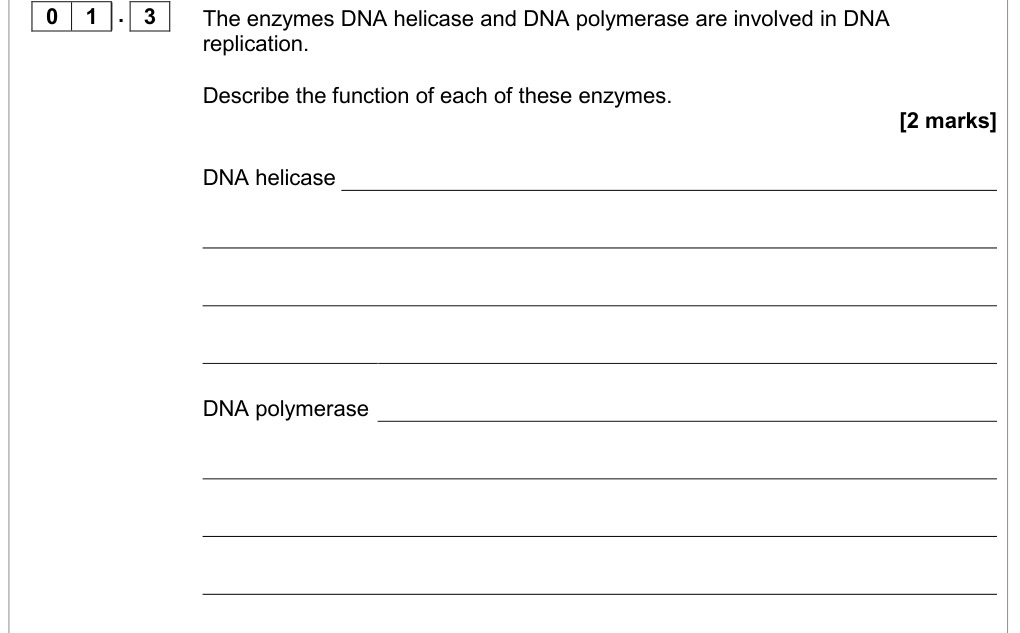 0 1 . 3 The enzymes DNA helicase and DNA polymerase are involved in DNA
replication.
Describe the function of each of these enzymes.
[2 marks]
DNA helicase
DNA polymerase